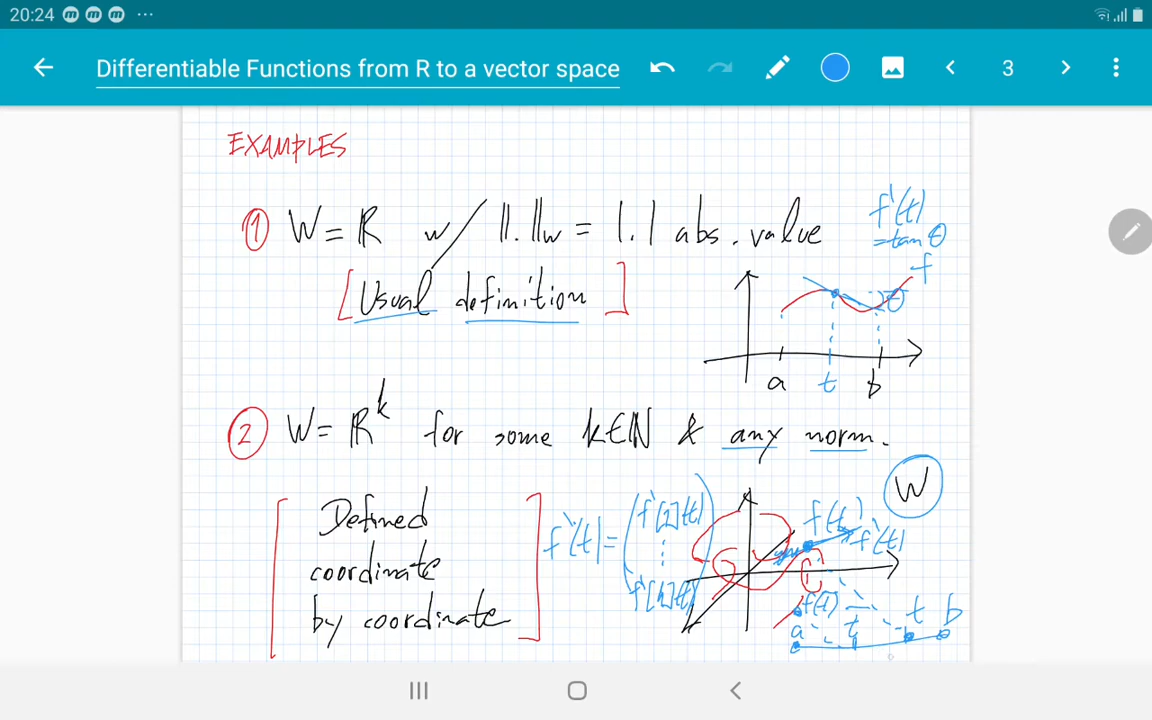 20:24
Differentiable Functions from R to a vector space
3
EXAMPLES
① W = ℝ w/ ||.||w = |.| abs. value
[Usual definition]
f'(t)
= tan θ
f
θ
a t b
② W = ℝ^k for some k∈ℕ & any norm.
W
[Defined
coordinate
by coordinate]
f'(t) = (f'[1](t)
⋮
f'[k](t))
f(t)
f'(t)
f(t)
a t t b